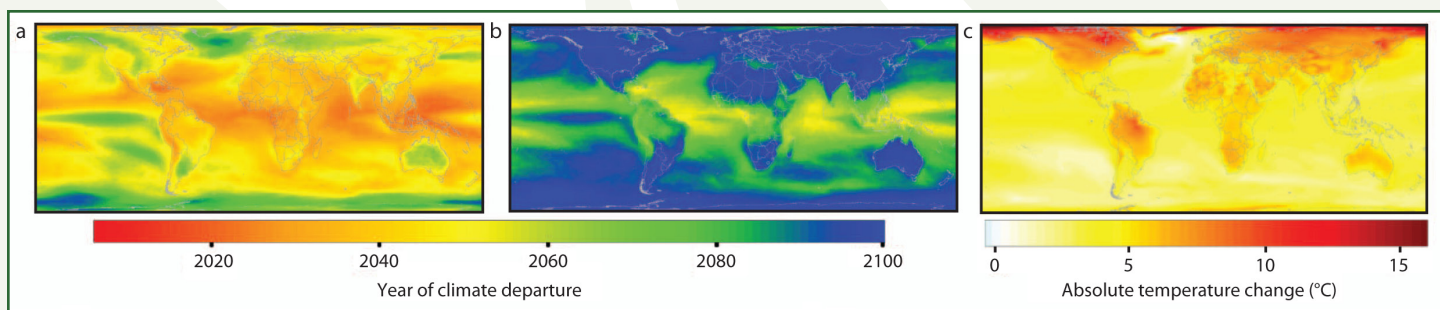 a
b
c
2020 2040 2060 2080 2100
Year of climate departure
0 5 10 15
Absolute temperature change (°C)